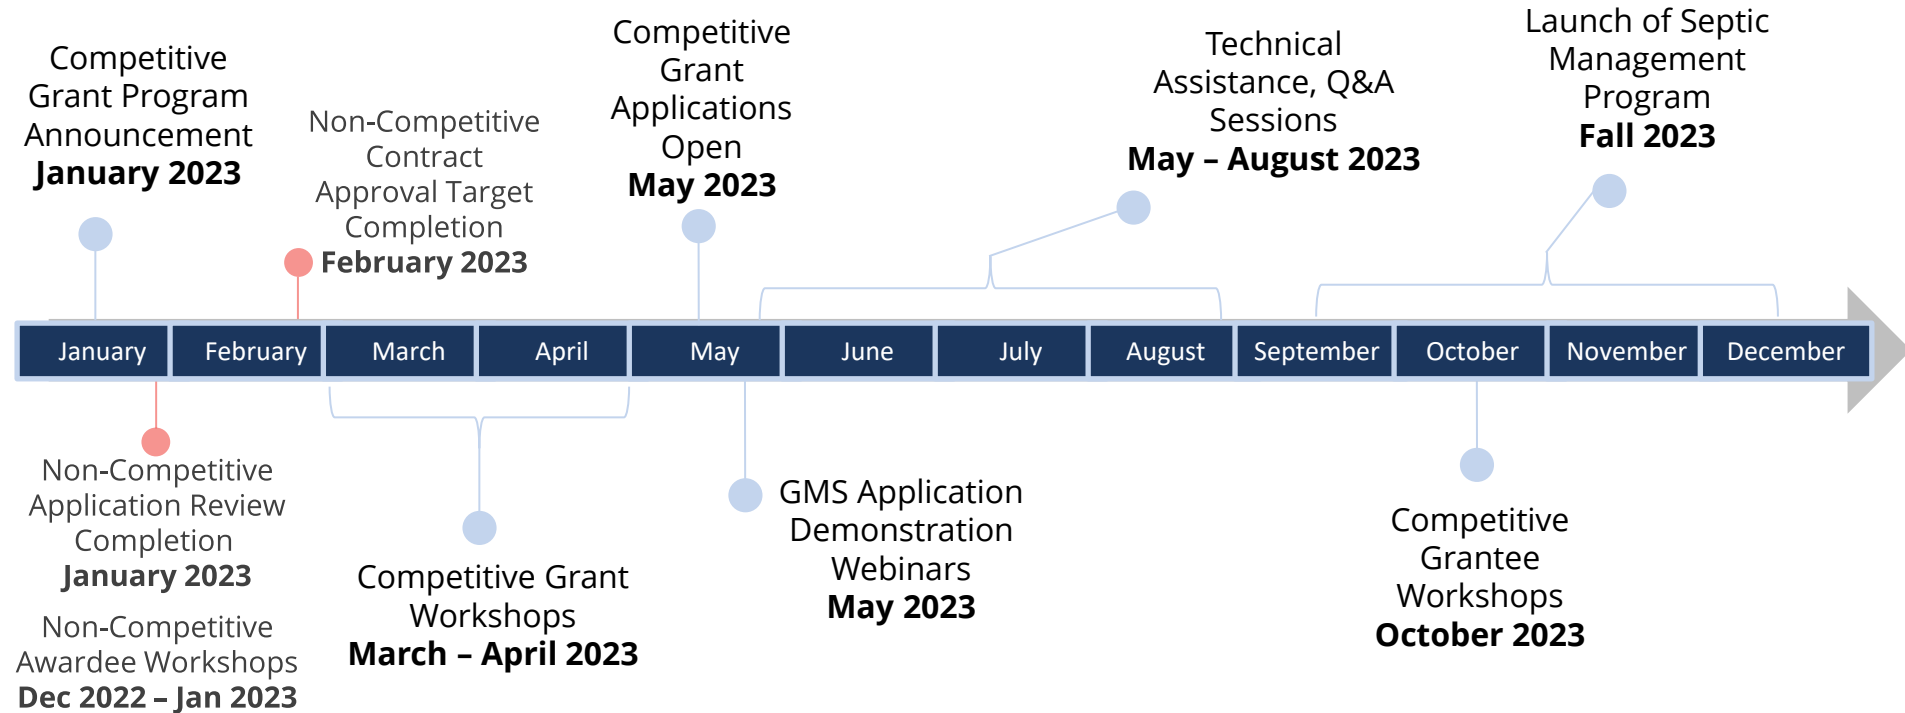 Competitive
Grant Program
Announcement
January 2023
Non-Competitive
Contract
Approval Target
Completion
February 2023
Competitive
Grant
Applications
Open
May 2023
Technical
Assistance, Q&A
Sessions
May – August 2023
Launch of Septic
Management
Program
Fall 2023
January
February
March
April
May
June
July
August
September
October
November
December
Non-Competitive
Application Review
Completion
January 2023
Non-Competitive
Awardee Workshops
Dec 2022 – Jan 2023
Competitive Grant
Workshops
March – April 2023
GMS Application
Demonstration
Webinars
May 2023
Competitive
Grantee
Workshops
October 2023